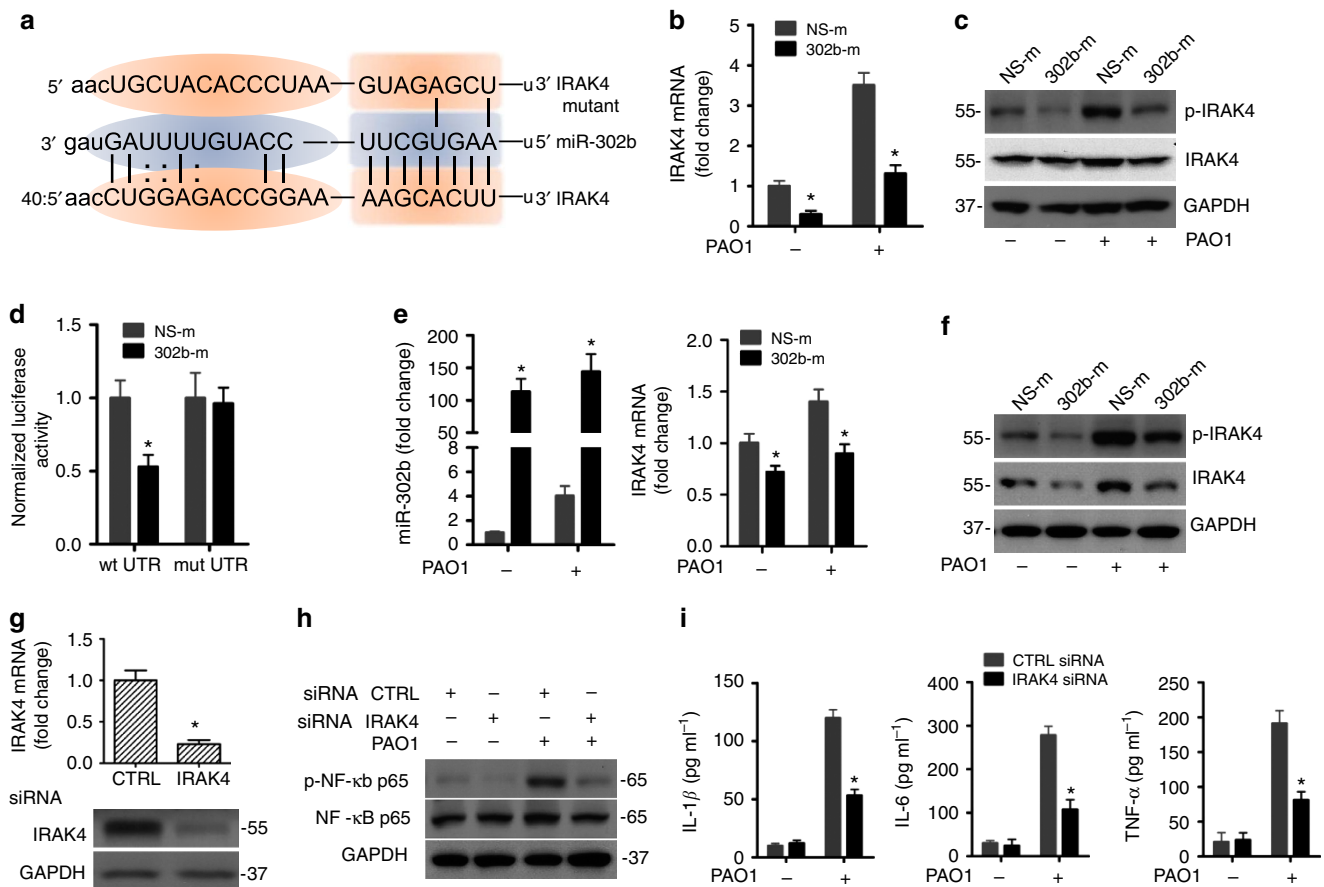 a
5′ aacUGCUACACCCUAA — GUAGAGCU — u3′ IRAK4
mutant
3′ gauGAUUUUGUACC — — UUCGUGAA — u5′ miR-302b
40:5′ aacCUGGAGACCGGAA — AAGCACUU — u3′ IRAK4
b
NS-m
302b-m
IRAK4 mRNA
(fold change)
5
4
3
2
1
0
*
*
PAO1 – +
c
NS-m 302b-m NS-m 302b-m
55- p-IRAK4
55- IRAK4
37- GAPDH
– – + + PAO1
d
NS-m
302b-m
Normalized luciferase
activity
1.5
1.0
0.5
0.0
*
wt UTR mut UTR
e
miR-302b (fold change)
200
150
100
50
8
6
4
2
0
*
*
PAO1 – +
NS-m
302b-m
IRAK4 mRNA
(fold change)
2.0
1.5
1.0
0.5
0.0
*
*
PAO1 – +
f
NS-m 302b-m NS-m 302b-m
55- p-IRAK4
55- IRAK4
37- GAPDH
PAO1 – – + +
g
IRAK4 mRNA
(fold change)
1.5
1.0
0.5
0.0
*
CTRL IRAK4
siRNA
IRAK4 -55
GAPDH -37
h
siRNA CTRL + – + –
siRNA IRAK4 – + – +
PAO1 – – + +
p-NF-κb p65 -65
NF -κB p65 -65
GAPDH -37
i
CTRL siRNA
IRAK4 siRNA
IL-1β (pg ml⁻¹)
150
100
50
0
*
PAO1 – +
IL-6 (pg ml⁻¹)
400
300
200
100
0
*
PAO1 – +
TNF-α (pg ml⁻¹)
250
200
150
100
50
0
*
PAO1 – +